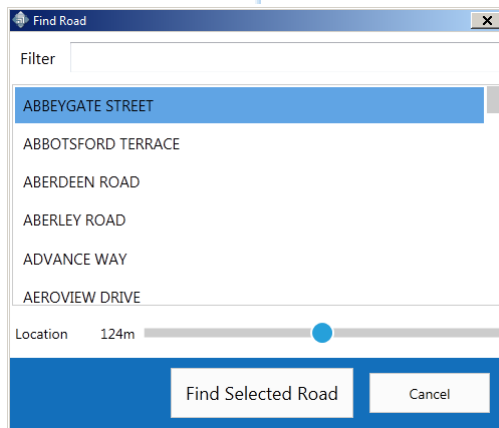 Find Road
Filter
ABBEYGATE STREET
ABBOTSFORD TERRACE
ABERDEEN ROAD
ABERLEY ROAD
ADVANCE WAY
AEROVIEW DRIVE
Location 124m
Find Selected Road Cancel